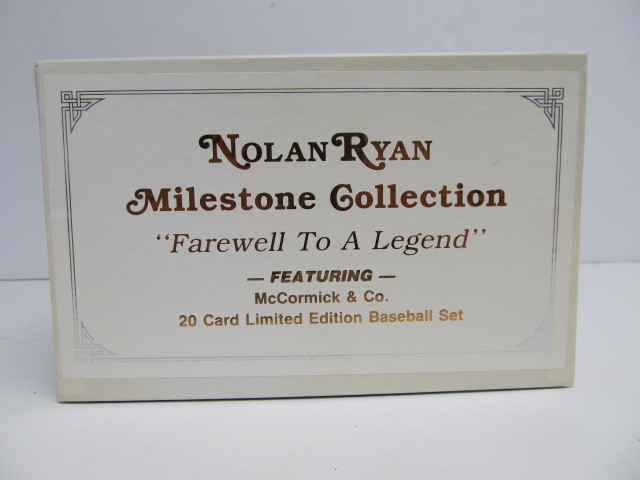 NOLAN RYAN
Milestone Collection
“Farewell To A Legend”
— FEATURING —
McCormick & Co.
20 Card Limited Edition Baseball Set